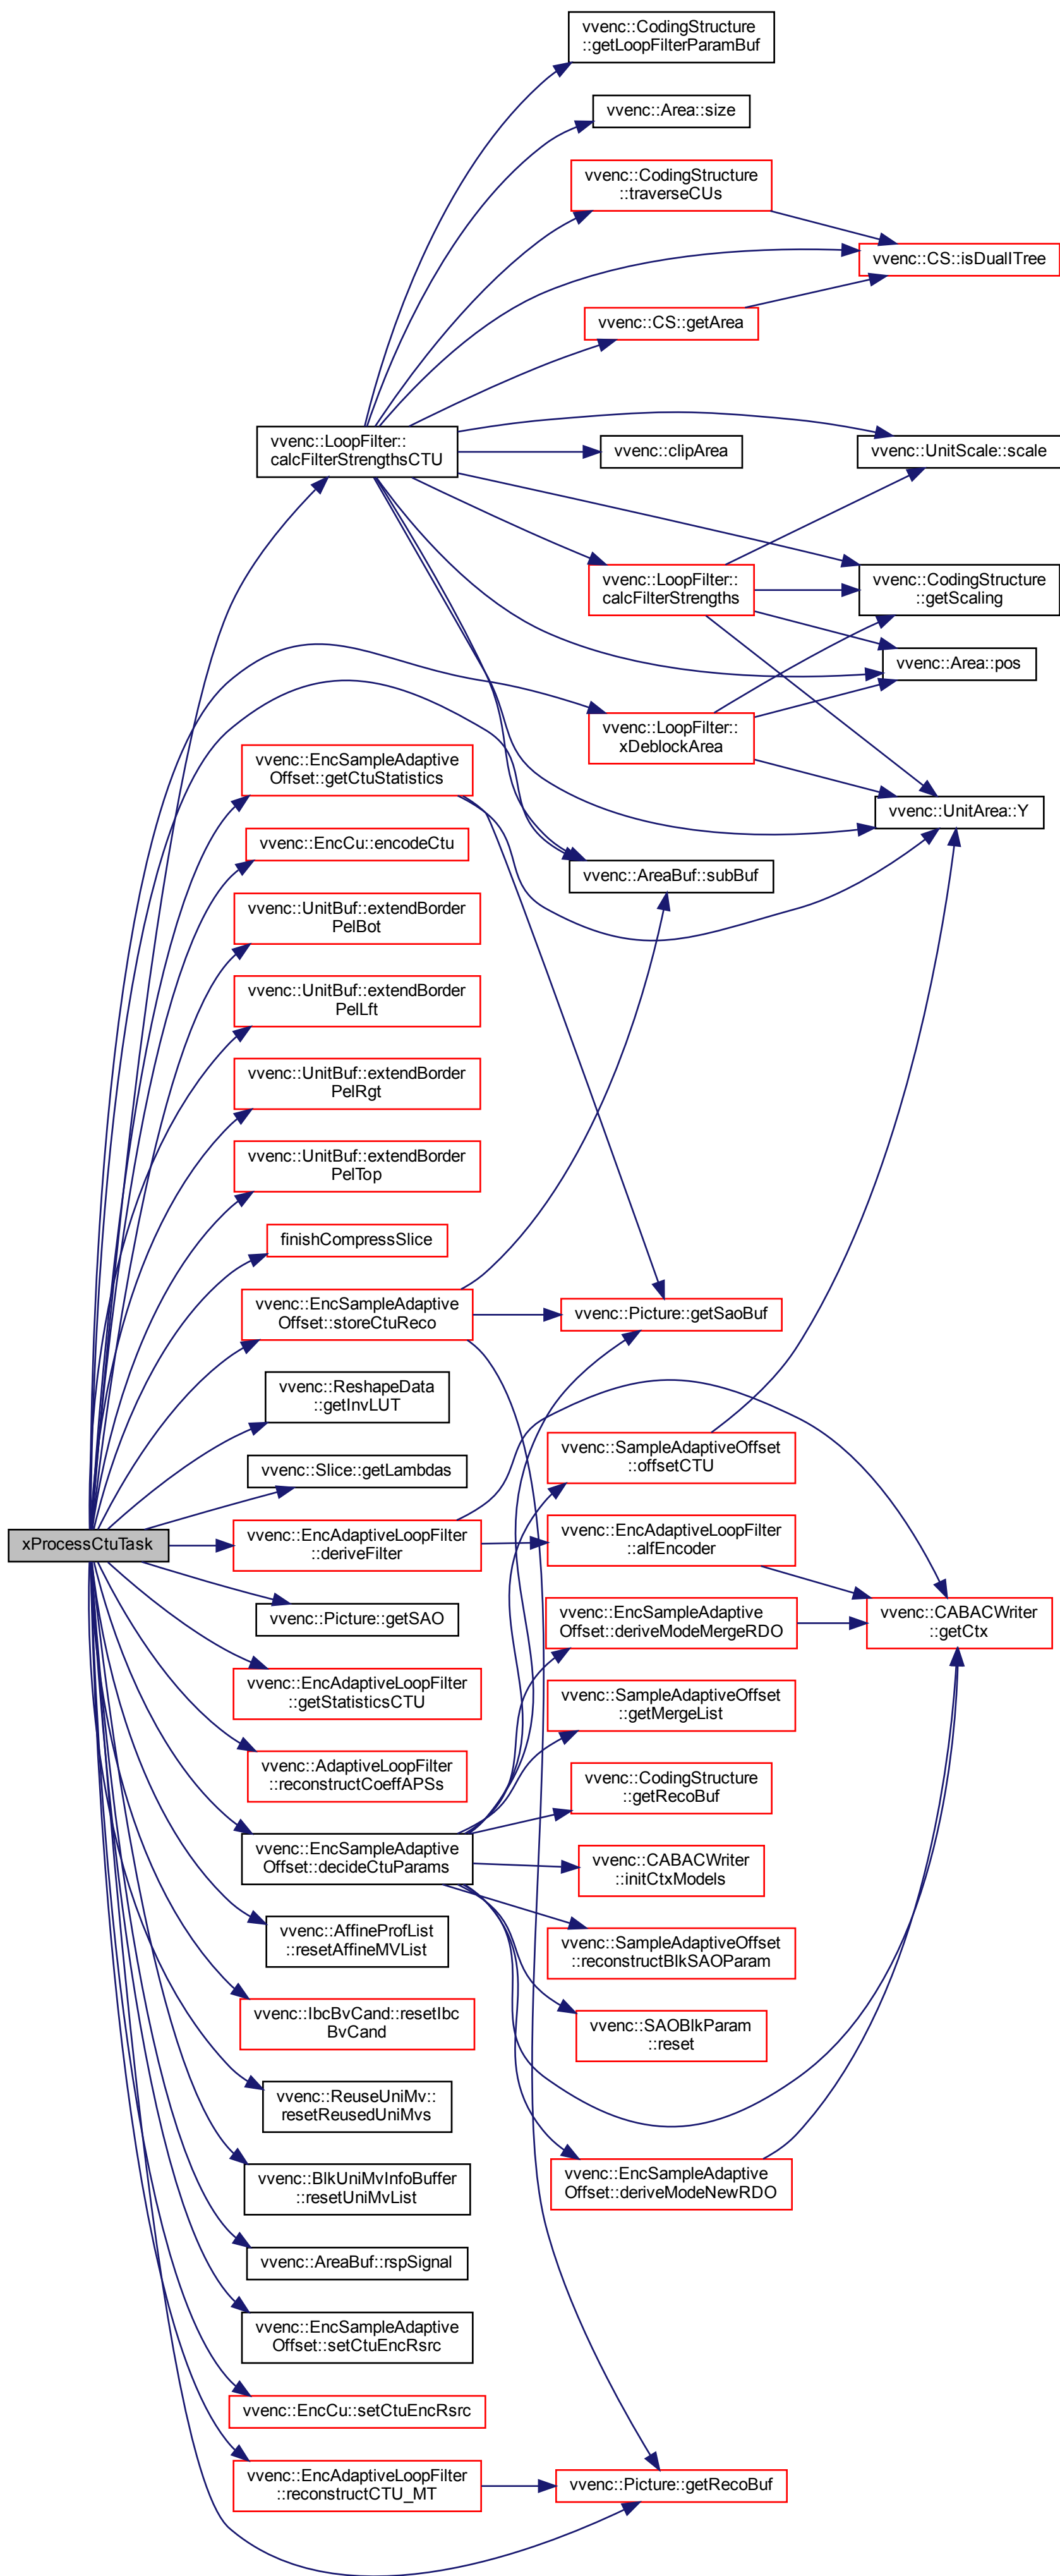 vvenc::CodingStructure
::getLoopFilterParamBuf
vvenc::Area::size
vvenc::CodingStructure
::traverseCUs
vvenc::CS::isDualITree
vvenc::CS::getArea
vvenc::LoopFilter::
calcFilterStrengthsCTU
vvenc::clipArea
vvenc::UnitScale::scale
vvenc::LoopFilter::
calcFilterStrengths
vvenc::CodingStructure
::getScaling
vvenc::Area::pos
vvenc::LoopFilter::
xDeblockArea
vvenc::EncSampleAdaptive
Offset::getCtuStatistics
vvenc::UnitArea::Y
vvenc::EncCu::encodeCtu
vvenc::AreaBuf::subBuf
vvenc::UnitBuf::extendBorder
PelBot
vvenc::UnitBuf::extendBorder
PelLft
vvenc::UnitBuf::extendBorder
PelRgt
vvenc::UnitBuf::extendBorder
PelTop
finishCompressSlice
vvenc::EncSampleAdaptive
Offset::storeCtuReco
vvenc::Picture::getSaoBuf
vvenc::ReshapeData
::getInvLUT
vvenc::SampleAdaptiveOffset
::offsetCTU
vvenc::Slice::getLambdas
xProcessCtuTask
vvenc::EncAdaptiveLoopFilter
::deriveFilter
vvenc::EncAdaptiveLoopFilter
::alfEncoder
vvenc::Picture::getSAO
vvenc::EncSampleAdaptive
Offset::deriveModeMergeRDO
vvenc::CABACWriter
::getCtx
vvenc::EncAdaptiveLoopFilter
::getStatisticsCTU
vvenc::SampleAdaptiveOffset
::getMergeList
vvenc::AdaptiveLoopFilter
::reconstructCoeffAPSs
vvenc::CodingStructure
::getRecoBuf
vvenc::EncSampleAdaptive
Offset::decideCtuParams
vvenc::CABACWriter
::initCtxModels
vvenc::AffineProfList
::resetAffineMVList
vvenc::SampleAdaptiveOffset
::reconstructBlkSAOParam
vvenc::IbcBvCand::resetIbc
BvCand
vvenc::SAOBlkParam
::reset
vvenc::ReuseUniMv::
resetReusedUniMvs
vvenc::BlkUniMvInfoBuffer
::resetUniMvList
vvenc::EncSampleAdaptive
Offset::deriveModeNewRDO
vvenc::AreaBuf::rspSignal
vvenc::EncSampleAdaptive
Offset::setCtuEncRsrc
vvenc::EncCu::setCtuEncRsrc
vvenc::EncAdaptiveLoopFilter
::reconstructCTU_MT
vvenc::Picture::getRecoBuf